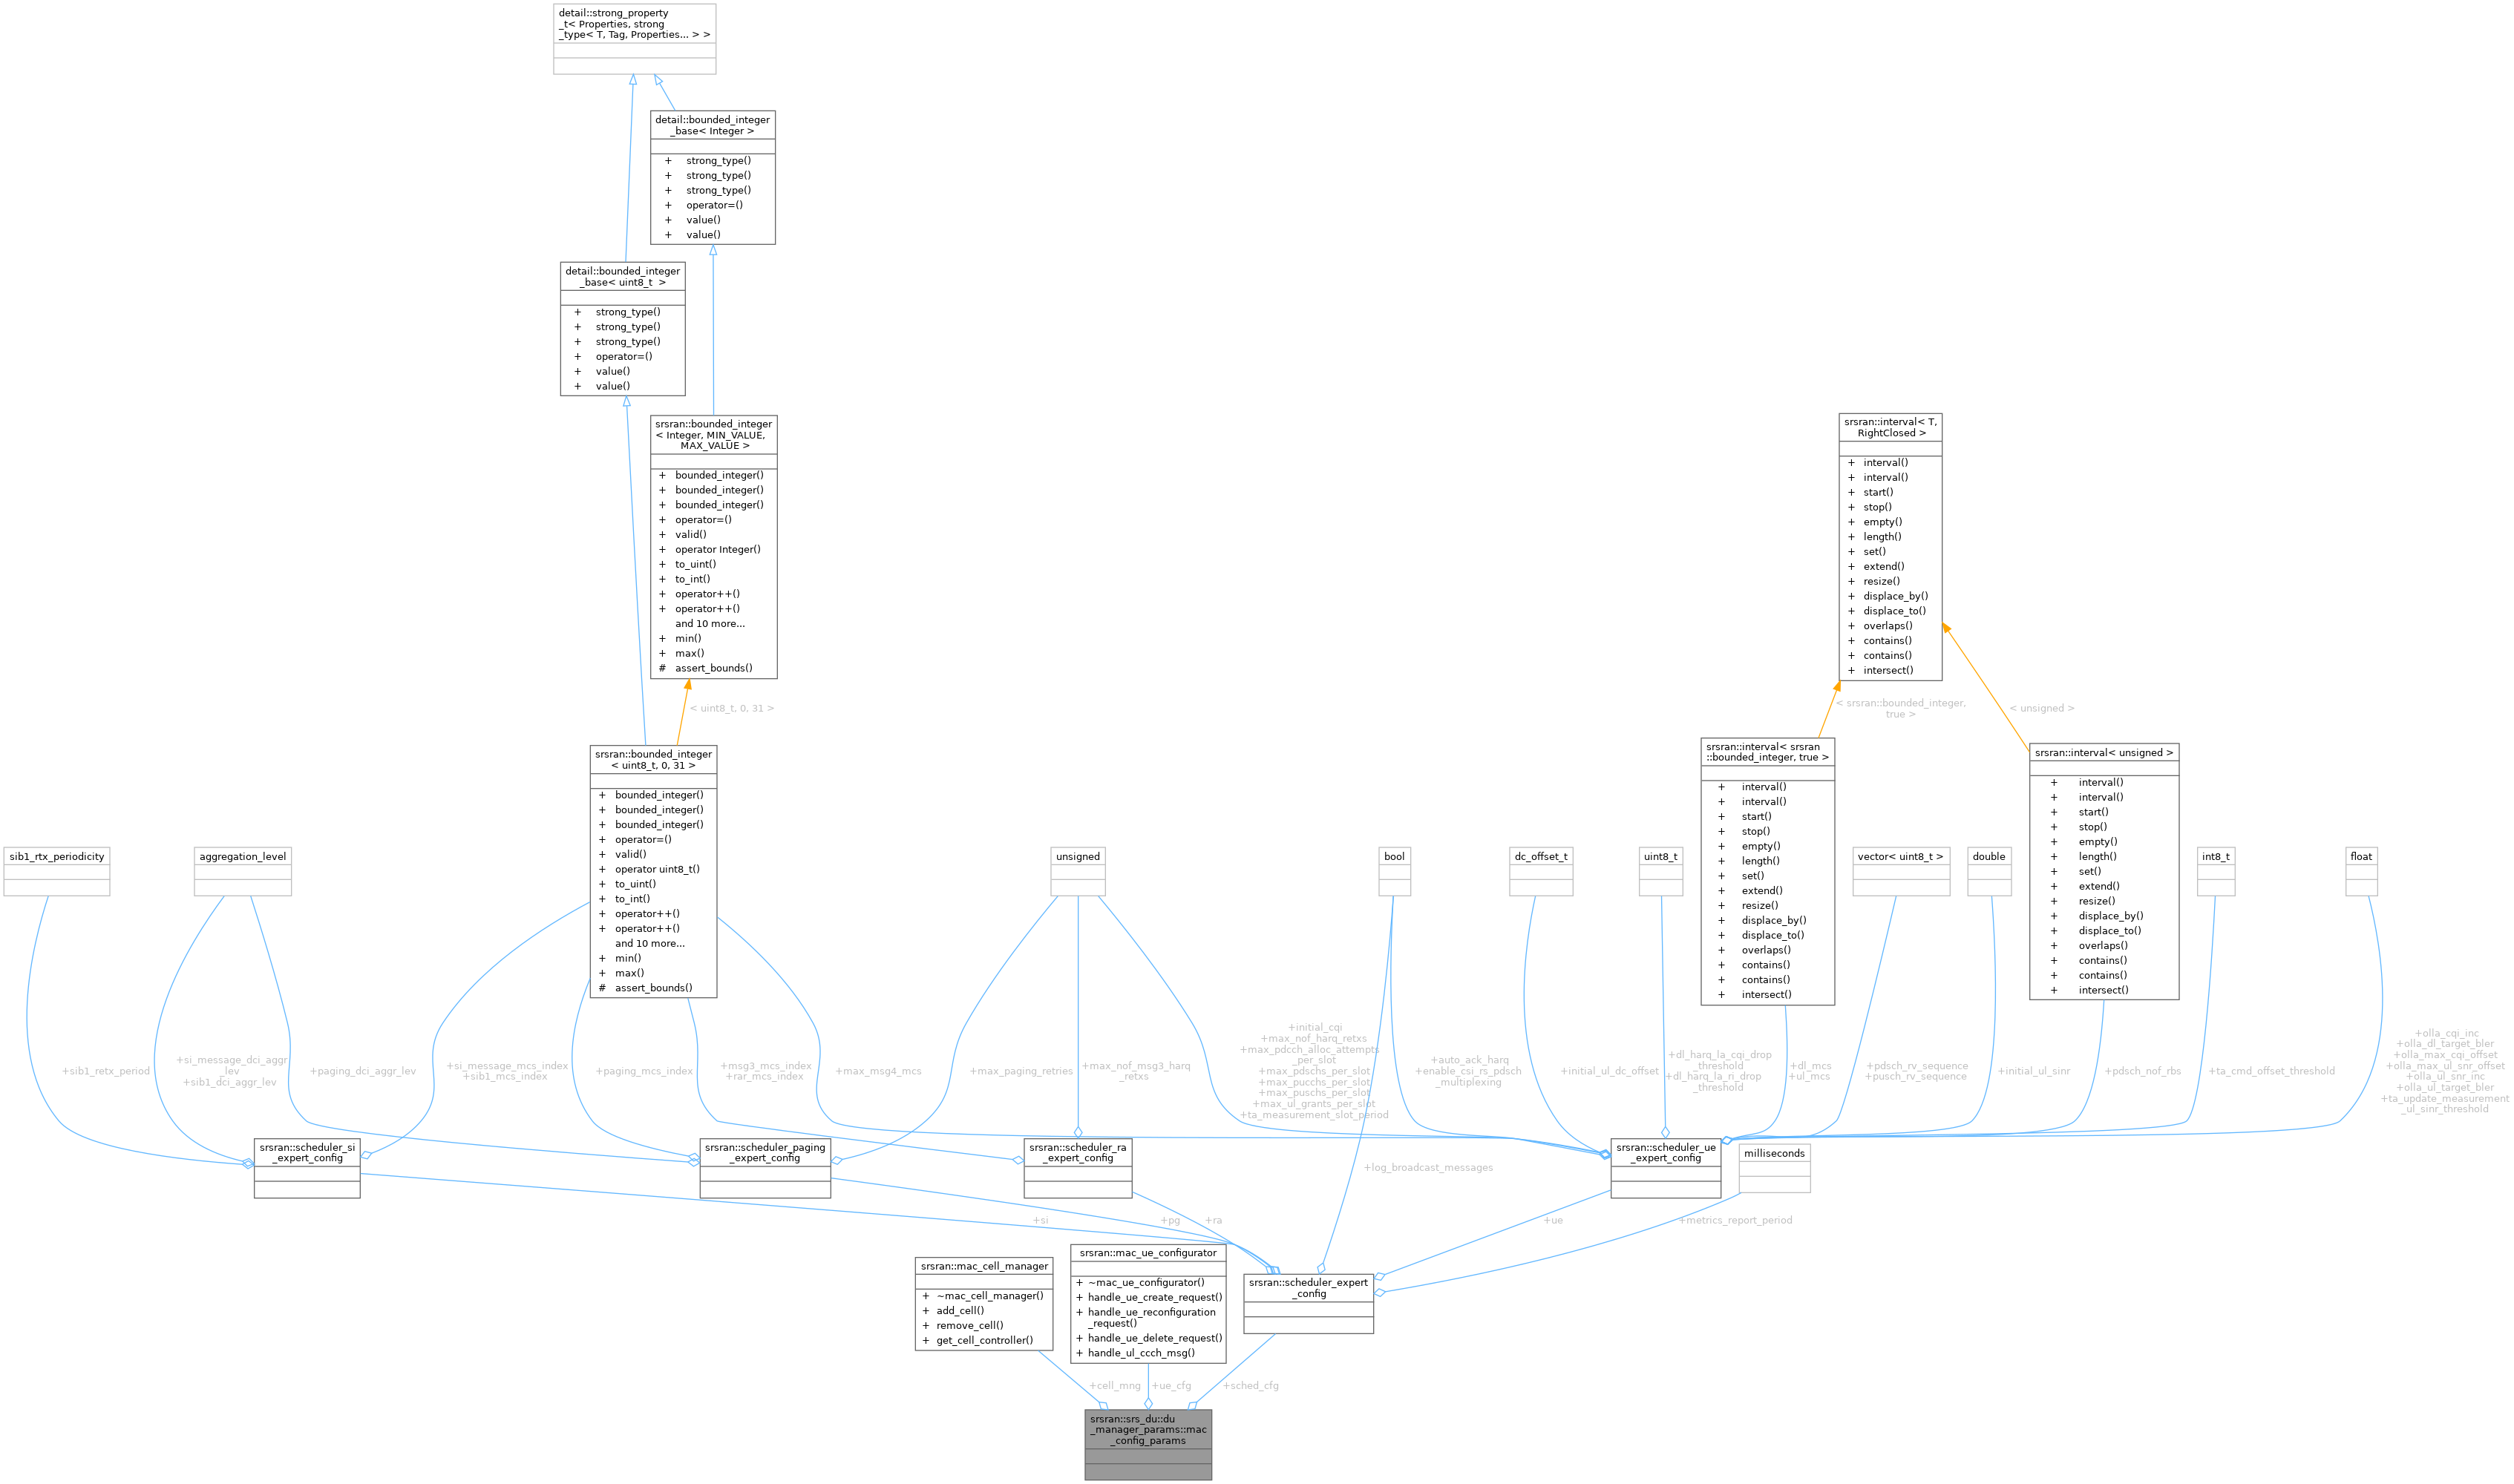 detail::strong_property
_t< Properties, strong
_type< T, Tag, Properties... > >
detail::bounded_integer
_base< Integer >
+ strong_type()
+ strong_type()
+ strong_type()
+ operator=()
+ value()
+ value()
detail::bounded_integer
_base< uint8_t >
+ strong_type()
+ strong_type()
+ strong_type()
+ operator=()
+ value()
+ value()
srsran::bounded_integer
< Integer, MIN_VALUE,
MAX_VALUE >
+ bounded_integer()
+ bounded_integer()
+ bounded_integer()
+ operator=()
+ valid()
+ operator Integer()
+ to_uint()
+ to_int()
+ operator++()
+ operator++()
and 10 more...
+ min()
+ max()
# assert_bounds()
srsran::interval< T,
RightClosed >
+ interval()
+ interval()
+ start()
+ stop()
+ empty()
+ length()
+ set()
+ extend()
+ resize()
+ displace_by()
+ displace_to()
+ overlaps()
+ contains()
+ contains()
+ intersect()
< uint8_t, 0, 31 >
< srsran::bounded_integer,
true >
< unsigned >
srsran::bounded_integer
< uint8_t, 0, 31 >
+ bounded_integer()
+ bounded_integer()
+ bounded_integer()
+ operator=()
+ valid()
+ operator uint8_t()
+ to_uint()
+ to_int()
+ operator++()
+ operator++()
and 10 more...
+ min()
+ max()
# assert_bounds()
srsran::interval< srsran
::bounded_integer, true >
+ interval()
+ interval()
+ start()
+ stop()
+ empty()
+ length()
+ set()
+ extend()
+ resize()
+ displace_by()
+ displace_to()
+ overlaps()
+ contains()
+ contains()
+ intersect()
srsran::interval< unsigned >
+ interval()
+ interval()
+ start()
+ stop()
+ empty()
+ length()
+ set()
+ extend()
+ resize()
+ displace_by()
+ displace_to()
+ overlaps()
+ contains()
+ contains()
+ intersect()
sib1_rtx_periodicity
aggregation_level
unsigned
bool
dc_offset_t
uint8_t
vector< uint8_t >
double
int8_t
float
+sib1_retx_period
+si_message_dci_aggr
_lev
+sib1_dci_aggr_lev
+paging_dci_aggr_lev
+si_message_mcs_index
+sib1_mcs_index
+paging_mcs_index
+msg3_mcs_index
+rar_mcs_index
+max_msg4_mcs
+max_paging_retries
+max_nof_msg3_harq
_retxs
+initial_cqi
+max_nof_harq_retxs
+max_pdcch_alloc_attempts
_per_slot
+max_pdschs_per_slot
+max_pucchs_per_slot
+max_puschs_per_slot
+max_ul_grants_per_slot
+ta_measurement_slot_period
+auto_ack_harq
+enable_csi_rs_pdsch
_multiplexing
+initial_ul_dc_offset
+dl_harq_la_cqi_drop
_threshold
+dl_harq_la_ri_drop
_threshold
+dl_mcs
+ul_mcs
+pdsch_rv_sequence
+pusch_rv_sequence
+initial_ul_sinr
+pdsch_nof_rbs
+ta_cmd_offset_threshold
+olla_cqi_inc
+olla_dl_target_bler
+olla_max_cqi_offset
+olla_max_ul_snr_offset
+olla_ul_snr_inc
+olla_ul_target_bler
+ta_update_measurement
_ul_sinr_threshold
srsran::scheduler_si
_expert_config
srsran::scheduler_paging
_expert_config
srsran::scheduler_ra
_expert_config
srsran::scheduler_ue
_expert_config
milliseconds
+log_broadcast_messages
+si
+pg
+ra
+ue
+metrics_report_period
srsran::mac_cell_manager
+ ~mac_cell_manager()
+ add_cell()
+ remove_cell()
+ get_cell_controller()
srsran::mac_ue_configurator
+ ~mac_ue_configurator()
+ handle_ue_create_request()
+ handle_ue_reconfiguration
_request()
+ handle_ue_delete_request()
+ handle_ul_ccch_msg()
srsran::scheduler_expert
_config
+cell_mng
+ue_cfg
+sched_cfg
srsran::srs_du::du
_manager_params::mac
_config_params